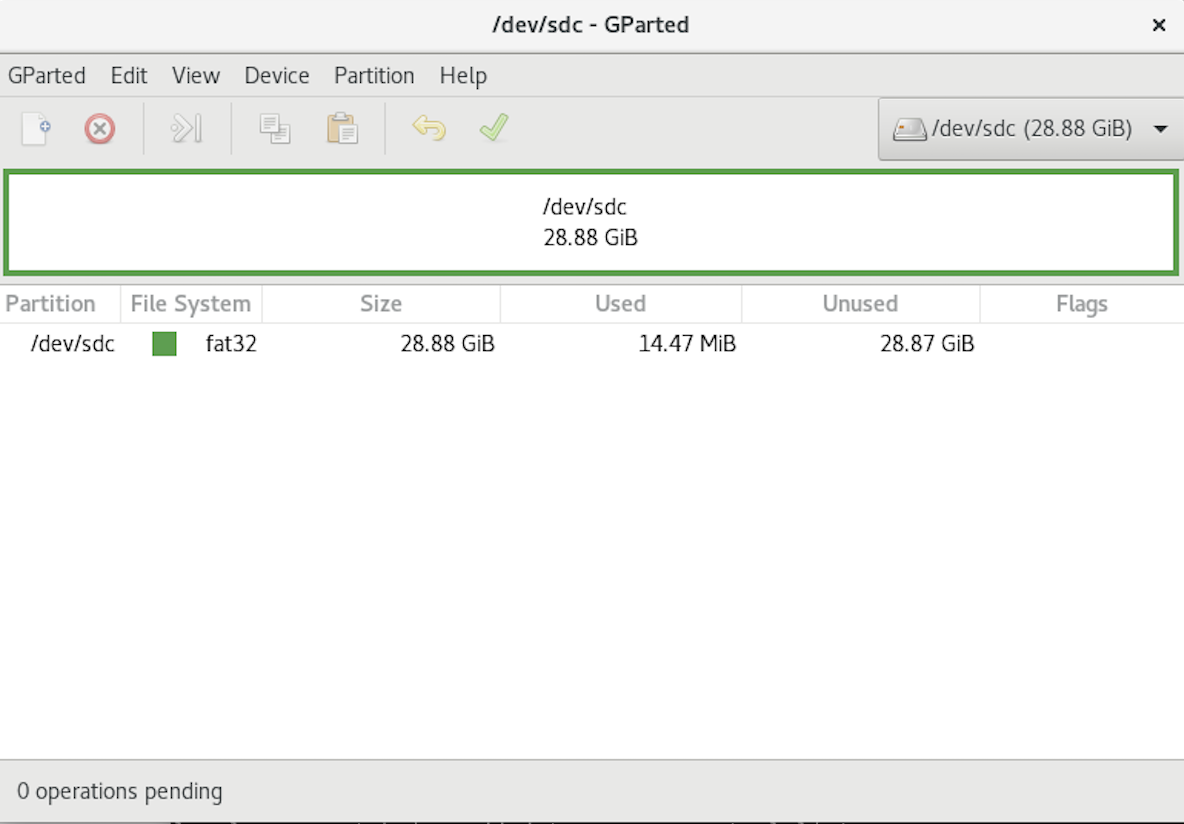 /dev/sdc - GParted
GParted Edit View Device Partition Help
/dev/sdc (28.88 GiB)
/dev/sdc
28.88 GiB
Partition File System Size Used Unused Flags
/dev/sdc fat32 28.88 GiB 14.47 MiB 28.87 GiB
0 operations pending